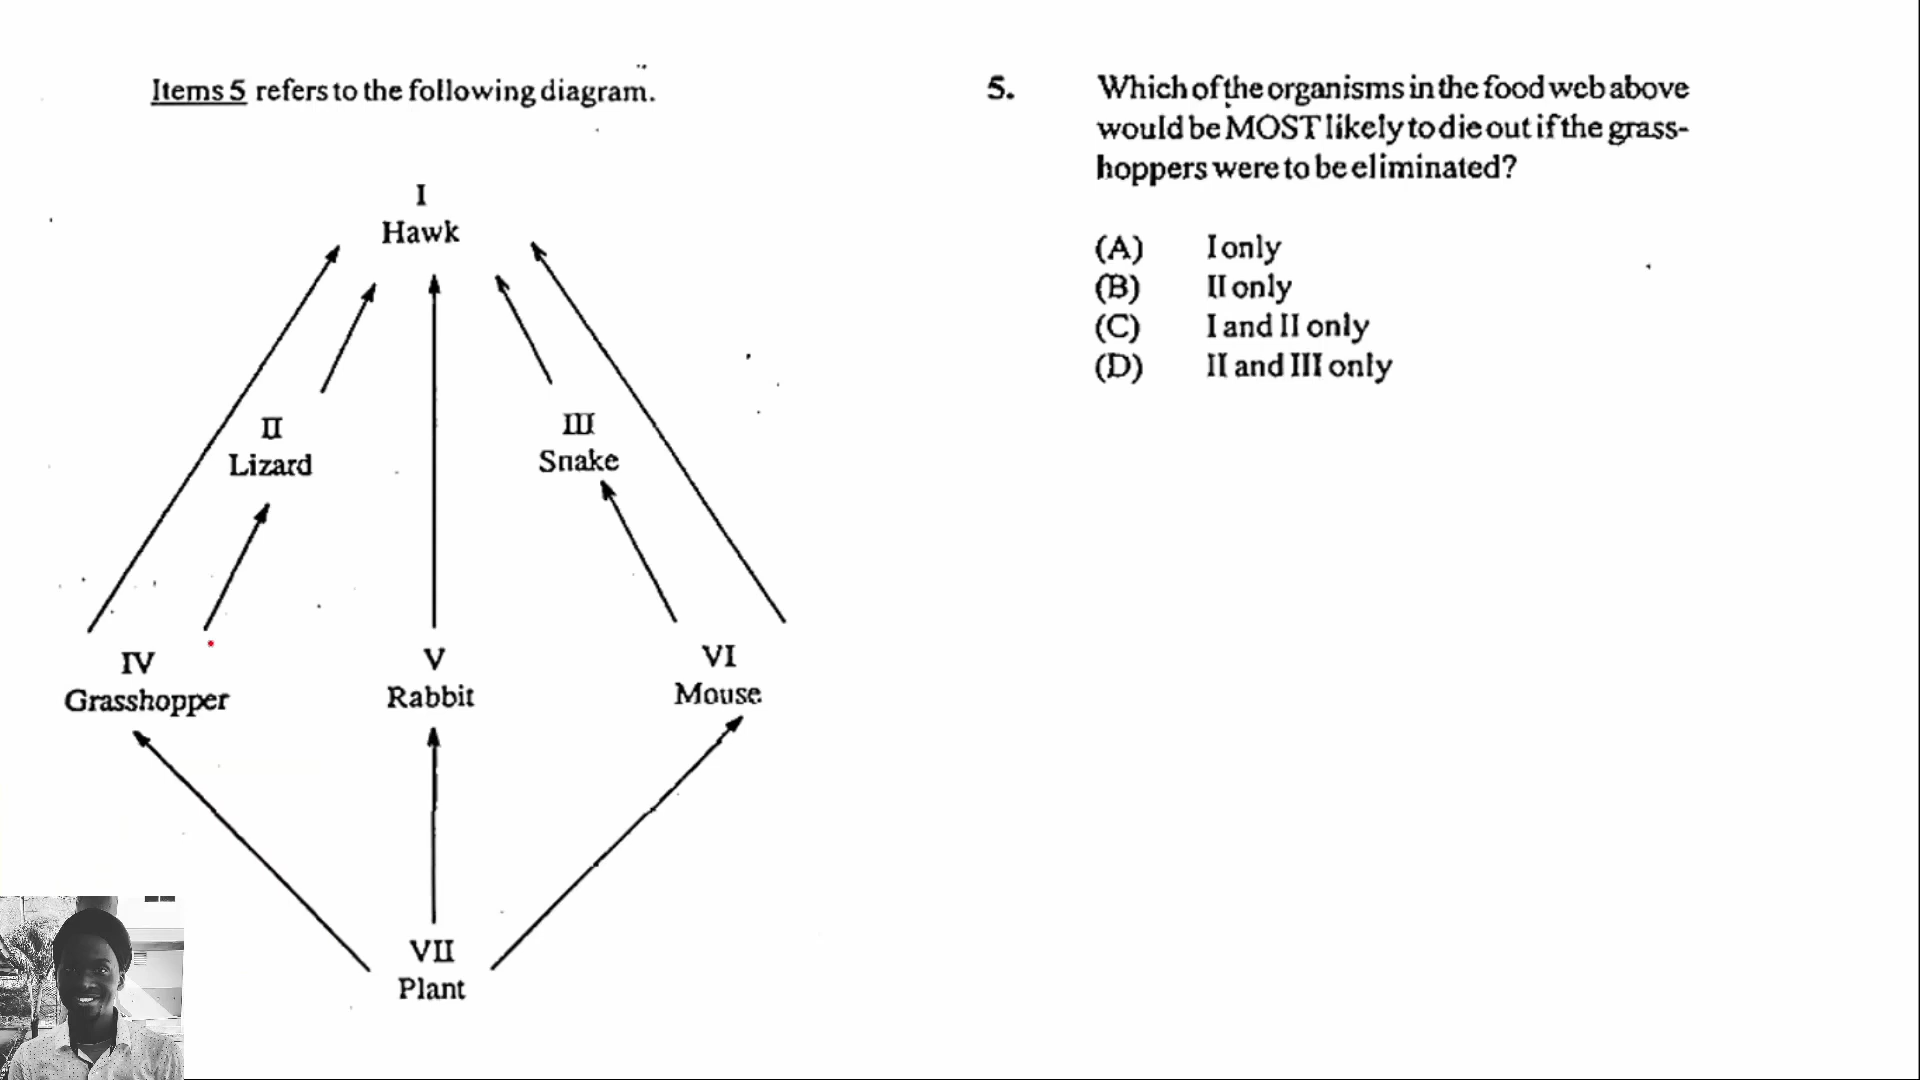 Items 5 refers to the following diagram.
I
Hawk
II
Lizard
III
Snake
IV
Grasshopper
V
Rabbit
VI
Mouse
VII
Plant
5. Which of the organisms in the food web above
would be MOST likely to die out if the grass-
hoppers were to be eliminated?
(A) I only
(B) II only
(C) I and II only
(D) II and III only